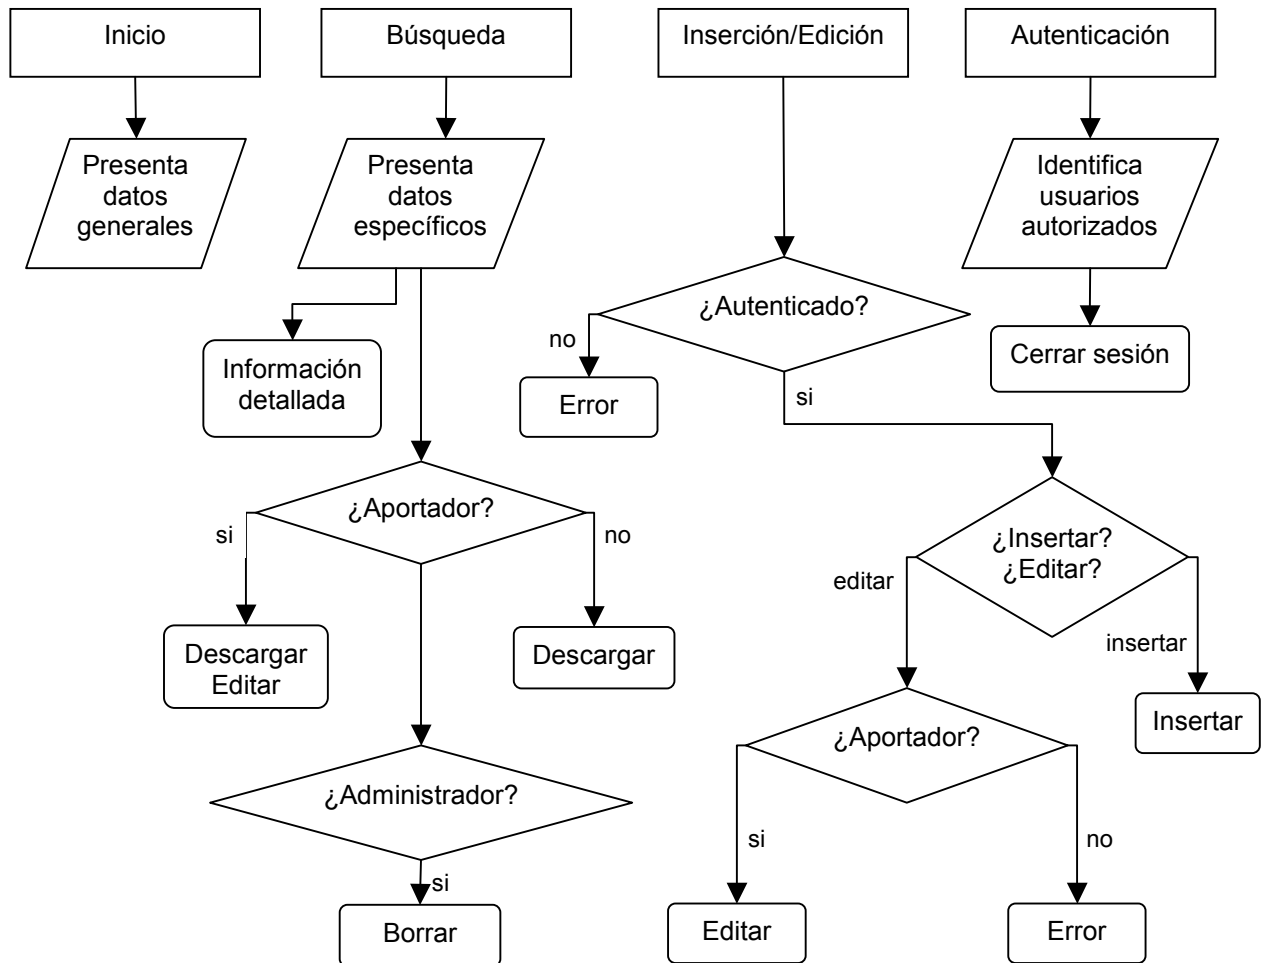 Inicio
Búsqueda
Inserción/Edición
Autenticación
Presenta
datos
generales
Presenta
datos
específicos
Identifica
usuarios
autorizados
¿Autenticado?
no
Error
si
Cerrar sesión
Información
detallada
¿Aportador?
si
no
Descargar
Editar
Descargar
¿Insertar?
¿Editar?
editar
insertar
Insertar
¿Aportador?
si
no
Editar
Error
¿Administrador?
si
Borrar